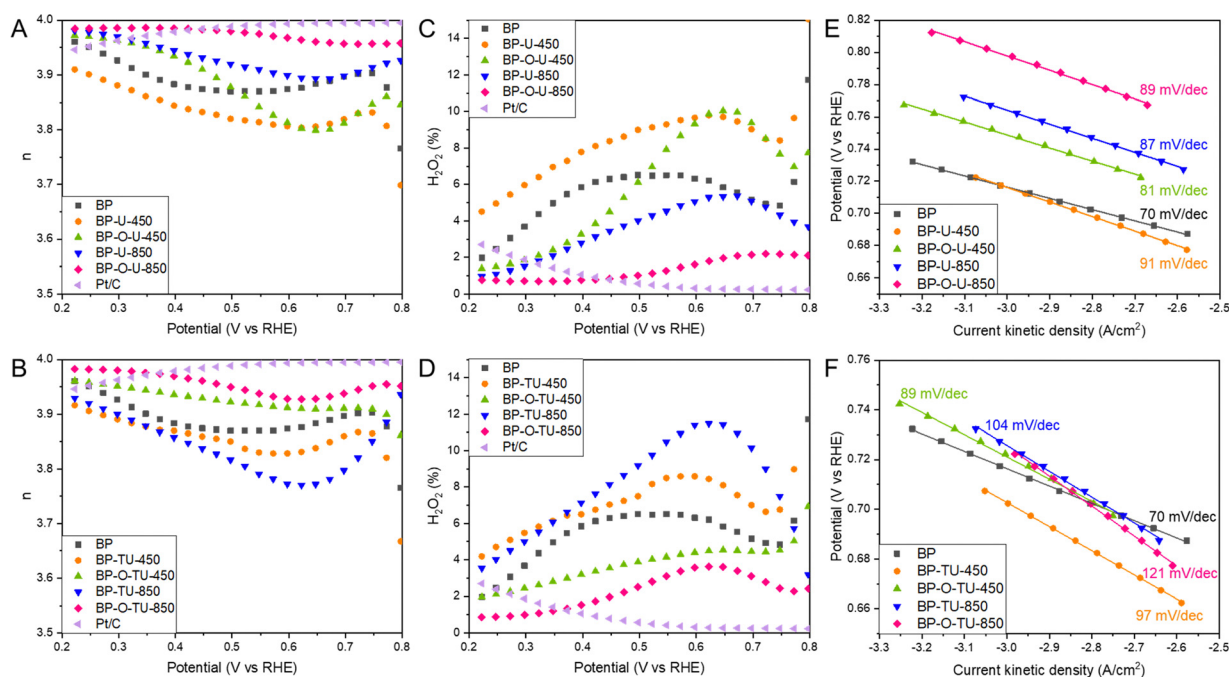 A
4.0
3.9
3.8
3.7
3.6
3.5
n
BP
BP-U-450
BP-O-U-450
BP-U-850
BP-O-U-850
Pt/C
0.2 0.3 0.4 0.5 0.6 0.7 0.8
Potential (V vs RHE)
C
14
12
10
8
6
4
2
0
H₂O₂ (%)
BP
BP-U-450
BP-O-U-450
BP-U-850
BP-O-U-850
Pt/C
0.2 0.3 0.4 0.5 0.6 0.7 0.8
Potential (V vs RHE)
E
0.82
0.80
0.78
0.76
0.74
0.72
0.70
0.68
0.66
0.64
Potential (V vs RHE)
89 mV/dec
87 mV/dec
81 mV/dec
70 mV/dec
91 mV/dec
BP
BP-U-450
BP-O-U-450
BP-U-850
BP-O-U-850
-3.3 -3.2 -3.1 -3.0 -2.9 -2.8 -2.7 -2.6 -2.5
Current kinetic density (A/cm²)
B
4.0
3.9
3.8
3.7
3.6
3.5
n
BP
BP-TU-450
BP-O-TU-450
BP-TU-850
BP-O-TU-850
Pt/C
0.2 0.3 0.4 0.5 0.6 0.7 0.8
Potential (V vs RHE)
D
14
12
10
8
6
4
2
0
H₂O₂ (%)
BP
BP-TU-450
BP-O-TU-450
BP-TU-850
BP-O-TU-850
Pt/C
0.2 0.3 0.4 0.5 0.6 0.7 0.8
Potential (V vs RHE)
F
0.76
0.74
0.72
0.70
0.68
0.66
0.64
Potential (V vs RHE)
89 mV/dec
104 mV/dec
70 mV/dec
121 mV/dec
97 mV/dec
BP
BP-TU-450
BP-O-TU-450
BP-TU-850
BP-O-TU-850
-3.3 -3.2 -3.1 -3.0 -2.9 -2.8 -2.7 -2.6 -2.5
Current kinetic density (A/cm²)